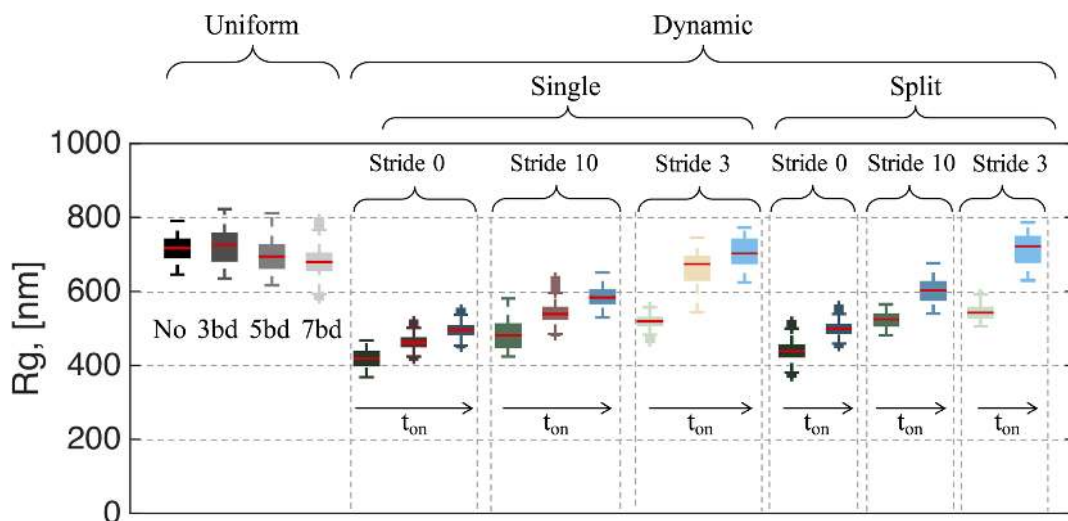 Uniform Dynamic
Single Split
1000
Stride 0 Stride 10 Stride 3 Stride 0 Stride 10 Stride 3
800
600
No 3bd 5bd 7bd
400
ton ton ton ton ton ton
200
0
Rg, [nm]